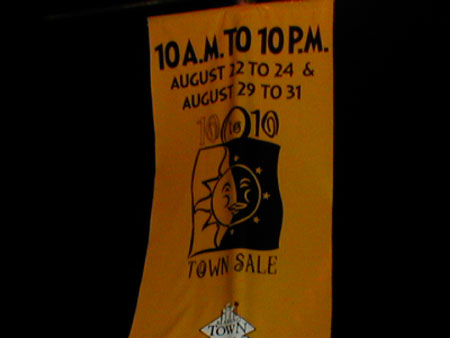 10 A.M. TO 10 P.M.
AUGUST 22 TO 24 &
AUGUST 29 TO 31
10 to 10
TOWN SALE
TOWN